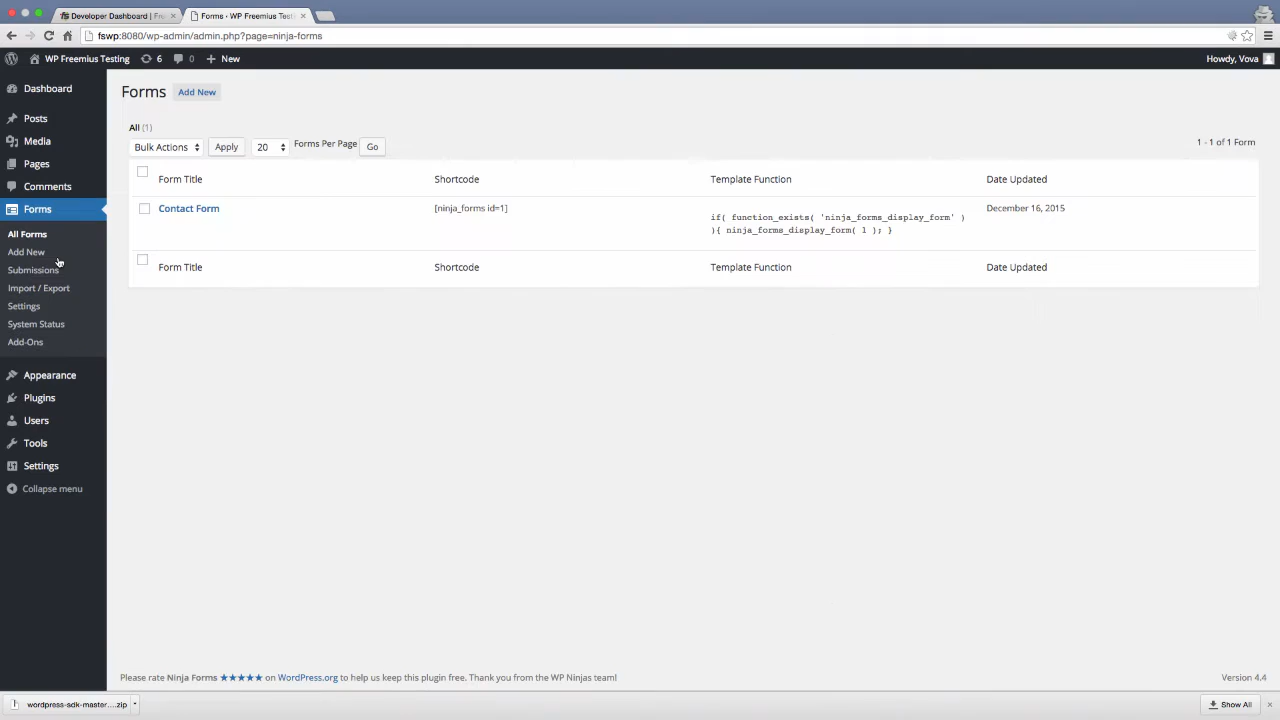 Developer Dashboard | Fre
Forms ‹ WP Freemius Testi
fswp:8080/wp-admin/admin.php?page=ninja-forms
WP Freemius Testing
6
0
+ New
Howdy, Vova
Dashboard
Posts
Media
Pages
Comments
Forms
All Forms
Add New
Submissions
Import / Export
Settings
System Status
Add-Ons
Appearance
Plugins
Users
Tools
Settings
Collapse menu
Forms Add New
All (1)
Bulk Actions Apply 20 Forms Per Page Go
1 - 1 of 1 Form
Form Title Shortcode Template Function Date Updated
Contact Form [ninja_forms id=1] if( function_exists( 'ninja_forms_display_form' ) December 16, 2015
){ ninja_forms_display_form( 1 ); }
Form Title Shortcode Template Function Date Updated
Please rate Ninja Forms ★★★★★ on WordPress.org to help us keep this plugin free. Thank you from the WP Ninjas team!
Version 4.4
wordpress-sdk-master....zip
Show All